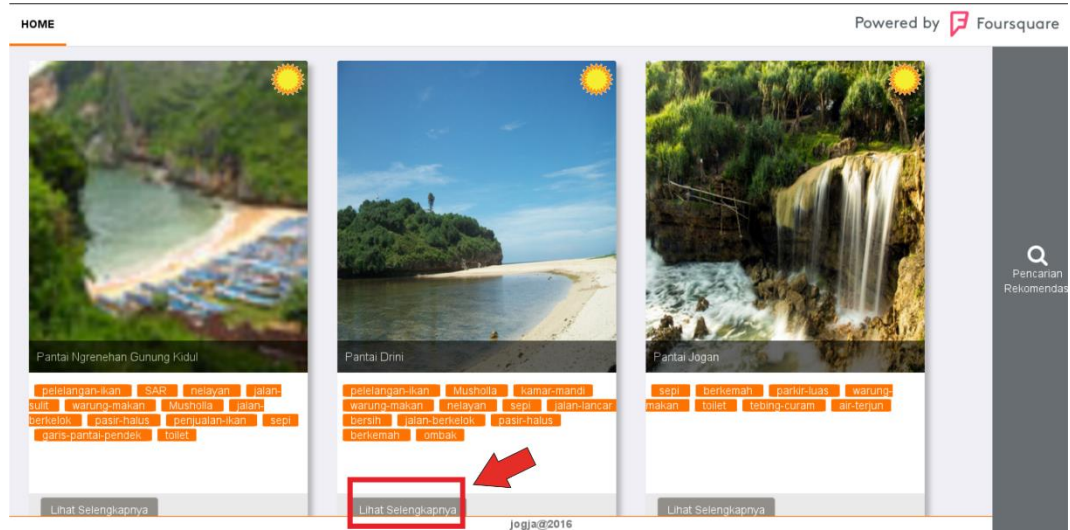 HOME
Powered by Foursquare
Pantai Ngrenehan Gunung Kidul
pelelangan-ikan SAR nelayan jalan-
sulit warung-makan Musholla jalan-
berkelok pasir-halus penjualan-ikan sepi
garis-pantai-pendek toilet
Lihat Selengkapnya
Pantai Drini
pelelangan-ikan Musholla kamar-mandi
warung-makan nelayan sepi jalan-lancar
bersih jalan-berkelok pasir-halus
berkemah ombak
Lihat Selengkapnya
Pantai Jogan
sepi berkemah parkir-luas warung-
makan toilet tebing-curam air-terjun
Lihat Selengkapnya
Pencarian
Rekomendas
jogja@2016